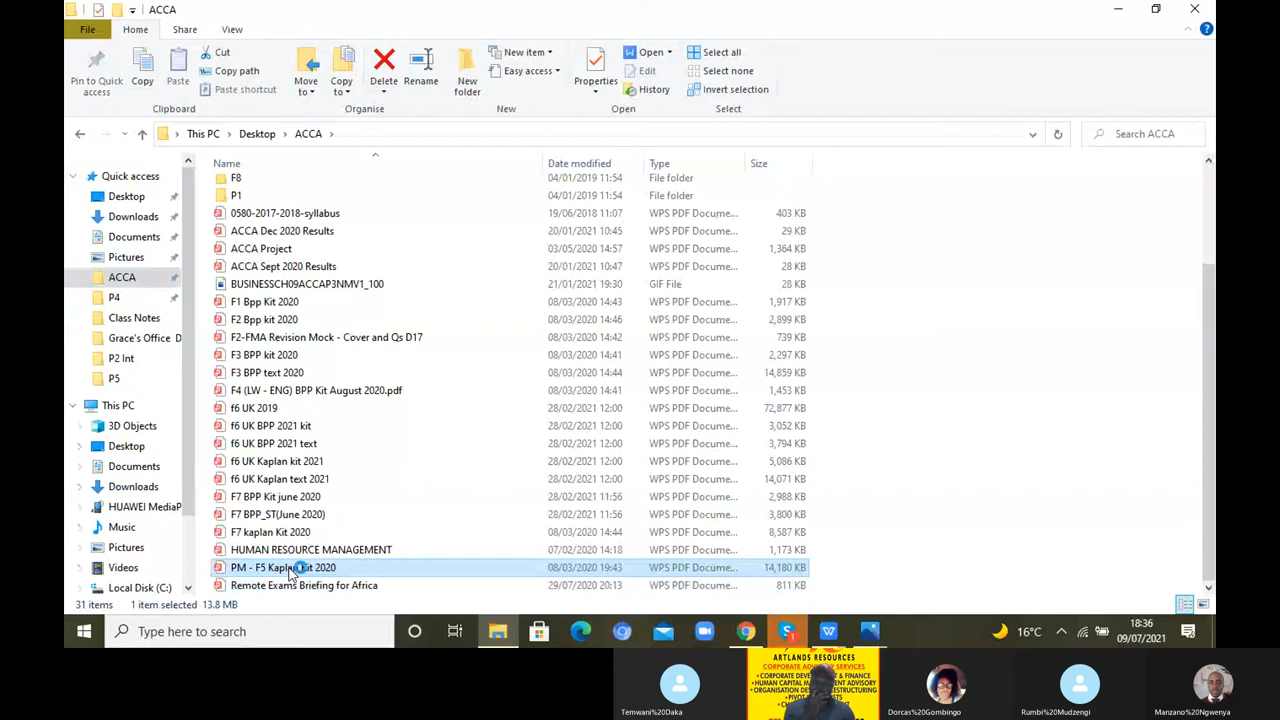 ACCA
File Home Share View
Pin to Quick access
Copy
Paste
Cut
Copy path
Paste shortcut
Clipboard
Move to
Copy to
Delete
Rename
Organise
New folder
New item
Easy access
New
Properties
Open
Edit
History
Open
Select all
Select none
Invert selection
Select
This PC > Desktop > ACCA >
Search ACCA
Quick access
Desktop
Downloads
Documents
Pictures
ACCA
P4
Class Notes
Grace's Office D
P2 Int
P5
This PC
3D Objects
Desktop
Documents
Downloads
HUAWEI MediaP
Music
Pictures
Videos
Local Disk (C:)
Name Date modified Type Size
F8 04/01/2019 11:54 File folder
P1 04/01/2019 11:54 File folder
0580-2017-2018-syllabus 19/06/2018 11:07 WPS PDF Docume... 403 KB
ACCA Dec 2020 Results 20/01/2021 10:45 WPS PDF Docume... 29 KB
ACCA Project 03/05/2020 14:57 WPS PDF Docume... 1,364 KB
ACCA Sept 2020 Results 20/01/2021 10:47 WPS PDF Docume... 28 KB
BUSINESSCH09ACCAP3NMV1_100 21/01/2021 19:30 GIF File 28 KB
F1 Bpp Kit 2020 08/03/2020 14:43 WPS PDF Docume... 1,917 KB
F2 Bpp kit 2020 08/03/2020 14:46 WPS PDF Docume... 2,899 KB
F2-FMA Revision Mock - Cover and Qs D17 08/03/2020 14:42 WPS PDF Docume... 739 KB
F3 BPP kit 2020 08/03/2020 14:41 WPS PDF Docume... 2,297 KB
F3 BPP text 2020 08/03/2020 14:44 WPS PDF Docume... 14,859 KB
F4 (LW - ENG) BPP Kit August 2020.pdf 08/03/2020 14:41 WPS PDF Docume... 1,453 KB
f6 UK 2019 28/02/2021 12:00 WPS PDF Docume... 72,877 KB
f6 UK BPP 2021 kit 28/02/2021 12:00 WPS PDF Docume... 3,052 KB
f6 UK BPP 2021 text 28/02/2021 12:00 WPS PDF Docume... 3,794 KB
f6 UK Kaplan kit 2021 28/02/2021 12:00 WPS PDF Docume... 5,086 KB
f6 UK Kaplan text 2021 28/02/2021 12:00 WPS PDF Docume... 14,071 KB
F7 BPP Kit june 2020 28/02/2021 11:56 WPS PDF Docume... 2,988 KB
F7 BPP_ST(June 2020) 28/02/2021 11:56 WPS PDF Docume... 3,800 KB
F7 kaplan Kit 2020 08/03/2020 14:44 WPS PDF Docume... 8,587 KB
HUMAN RESOURCE MANAGEMENT 07/02/2020 14:18 WPS PDF Docume... 1,173 KB
PM - F5 Kaplan kit 2020 08/03/2020 19:43 WPS PDF Docume... 14,180 KB
Remote Exams Briefing for Africa 29/07/2020 20:13 WPS PDF Docume... 811 KB
31 items 1 item selected 13.8 MB
Type here to search
16°C
18:36
09/07/2021
ARTLANDS RESOURCES
CORPORATE ADVISORY SERVICES
• CORPORATE DEVELOPMENT & FINANCE
• HUMAN CAPITAL MANAGEMENT ADVISORY
Temwani%20Daka
Dorcas%20Gombingo
Rumbi%20Mudzengi
Manzano%20Ngwenya